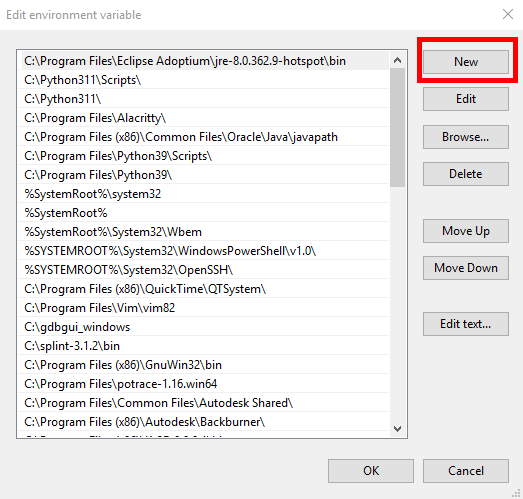 Edit environment variable
C:\Program Files\Eclipse Adoptium\jre-8.0.362.9-hotspot\bin
C:\Python311\Scripts\
C:\Python311\
C:\Program Files\Alacritty\
C:\Program Files (x86)\Common Files\Oracle\Java\javapath
C:\Program Files\Python39\Scripts\
C:\Program Files\Python39\
%SystemRoot%\system32
%SystemRoot%
%SystemRoot%\System32\Wbem
%SYSTEMROOT%\System32\WindowsPowerShell\v1.0\
%SYSTEMROOT%\System32\OpenSSH\
C:\Program Files (x86)\QuickTime\QTSystem\
C:\Program Files\Vim\vim82
C:\gdbgui_windows
C:\splint-3.1.2\bin
C:\Program Files (x86)\GnuWin32\bin
C:\Program Files\potrace-1.16.win64
C:\Program Files\Common Files\Autodesk Shared\
C:\Program Files (x86)\Autodesk\Backburner\
New
Edit
Browse...
Delete
Move Up
Move Down
Edit text...
OK
Cancel